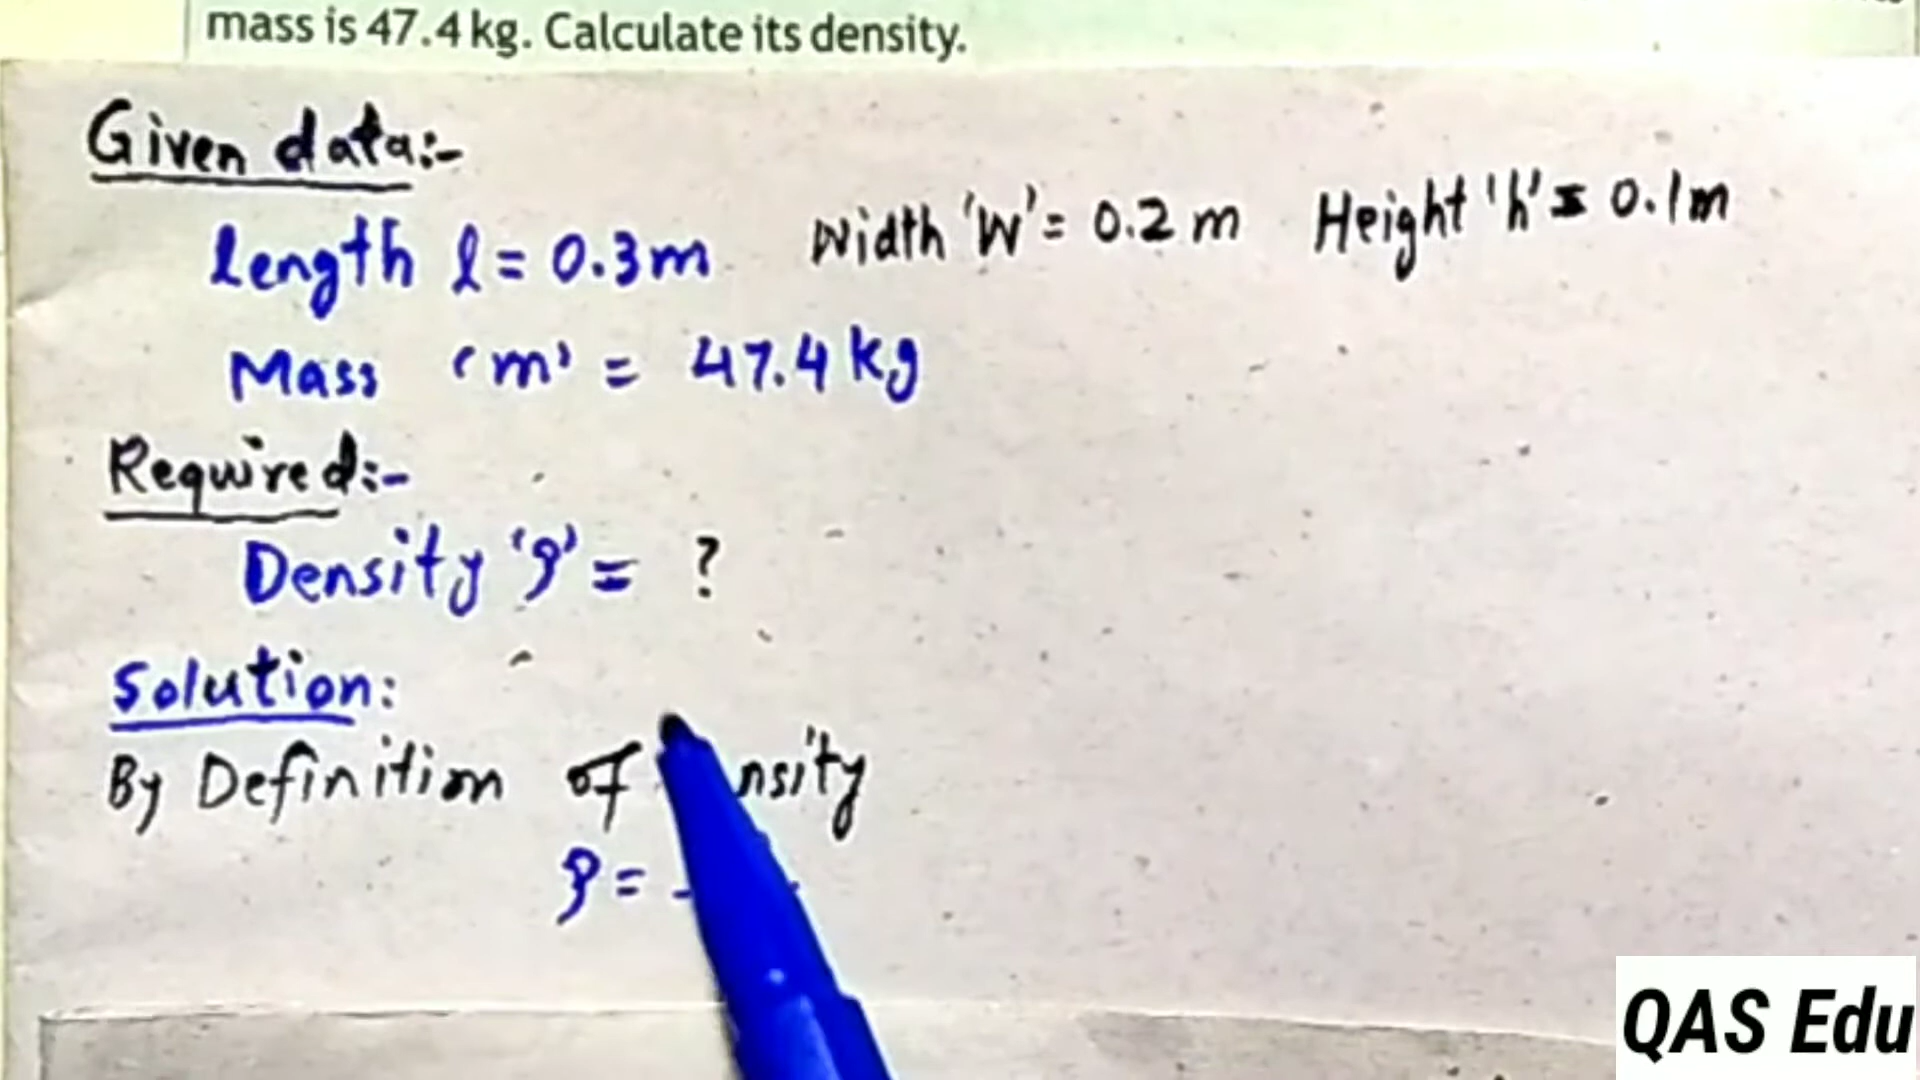 mass is 47.4 kg. Calculate its density.
Given data:-
length l = 0.3m Width 'W' = 0.2 m Height 'h' = 0.1m
Mass 'm' = 47.4 kg
Required:-
Density 'ρ' = ?
Solution:
By Definition of nsity
ρ =
QAS Edu